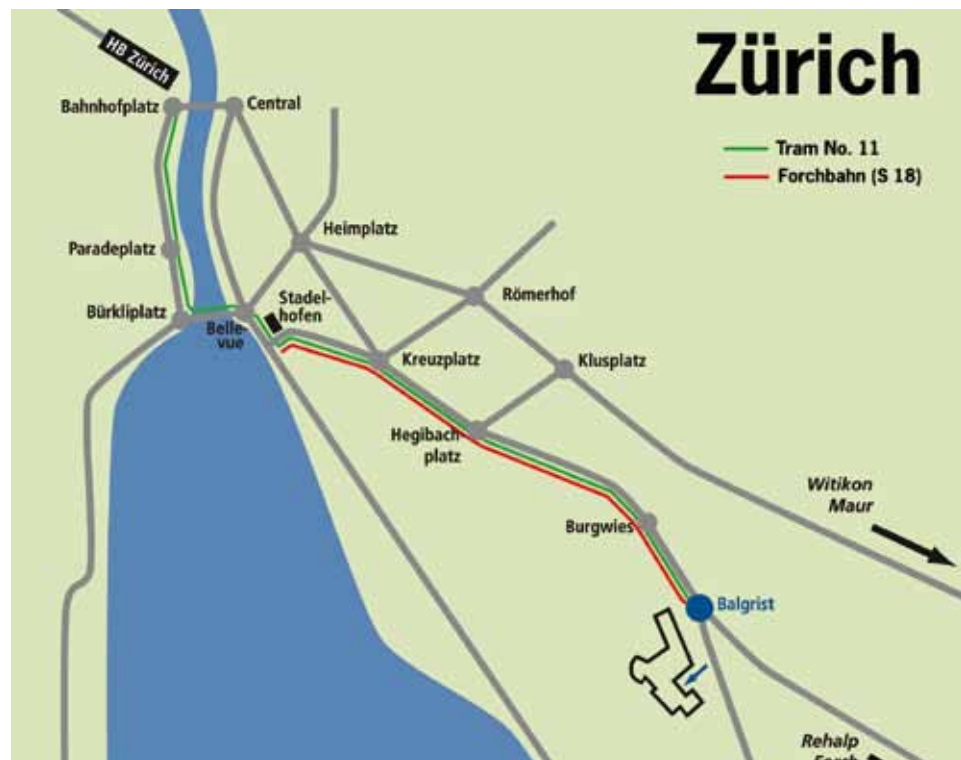 Zürich
HB Zürich
Bahnhofplatz
Central
Tram No. 11
Forchbahn (S 18)
Heimplatz
Paradeplatz
Römerhof
Stadel-
hofen
Bürkliplatz
Belle-
vue
Kreuzplatz
Klusplatz
Hegibach-
platz
Witikon
Maur
Burgwies
Balgrist
Rehalp
Forch